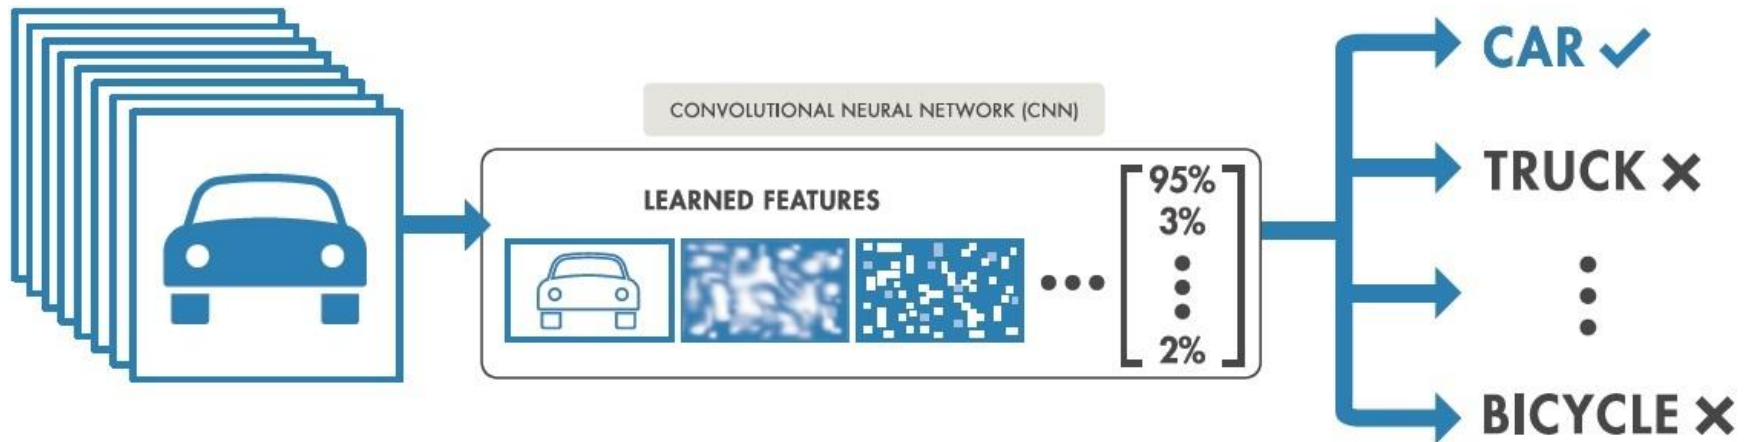 CONVOLUTIONAL NEURAL NETWORK (CNN)
LEARNED FEATURES
95%
3%
2%
CAR
TRUCK
BICYCLE